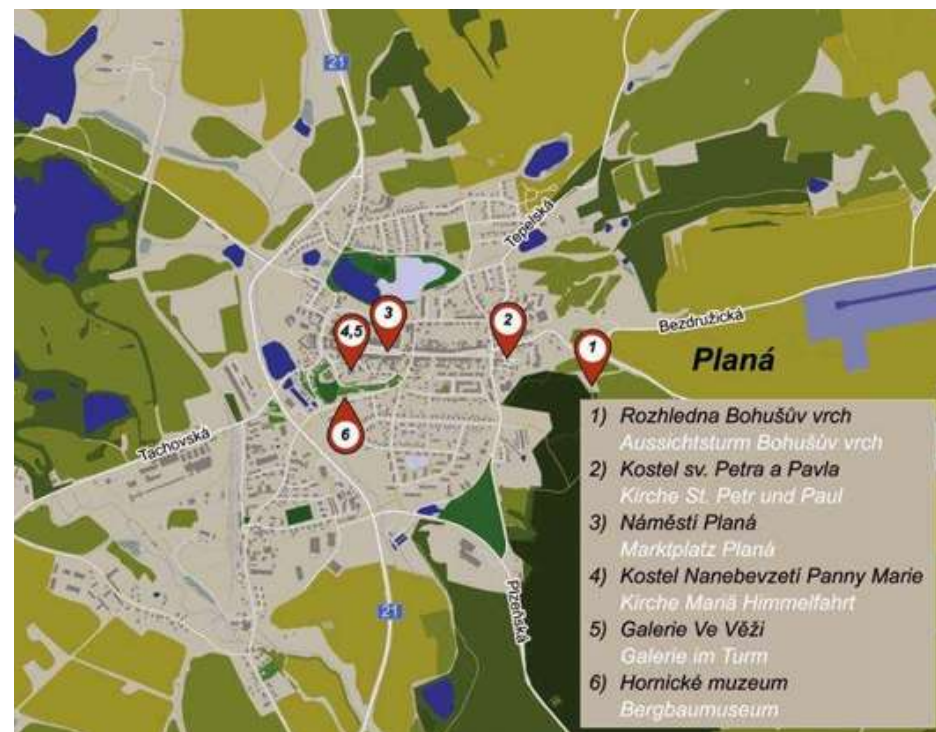 21
Tepelská
3
4,5
2
1
Bezdružická
Planá
6
Tachovská
Plzeňská
21
1) Rozhledna Bohušův vrch
Aussichtsturm Bohušův vrch
2) Kostel sv. Petra a Pavla
Kirche St. Petr und Paul
3) Náměstí Planá
Marktplatz Planá
4) Kostel Nanebevzetí Panny Marie
Kirche Mariä Himmelfahrt
5) Galerie Ve Věži
Galerie im Turm
6) Hornické muzeum
Bergbaumuseum